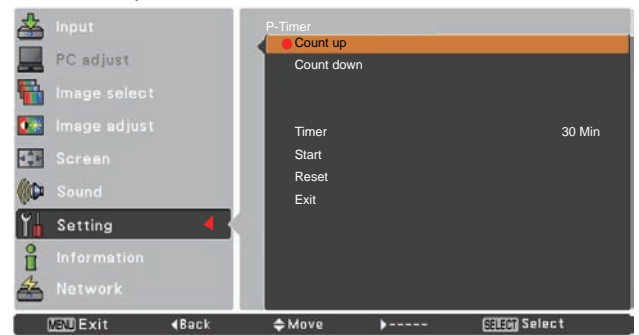 Input
PC adjust
Image select
Image adjust
Screen
Sound
Setting
Information
Network
P-Timer
Count up
Count down
Timer 30 Min
Start
Reset
Exit
MENU Exit Back Move ----- SELECT Select